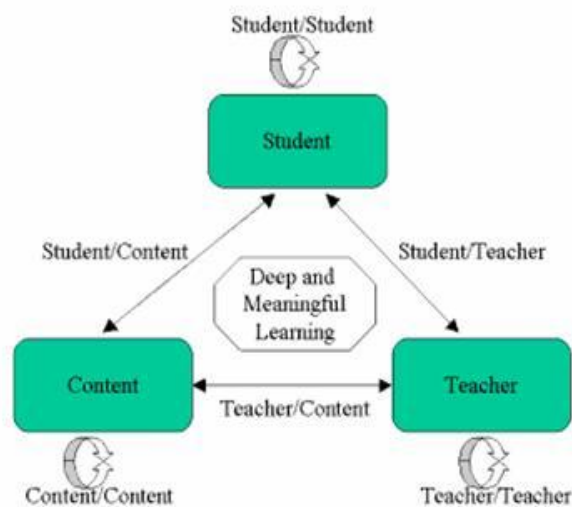 Student/Student
Student
Student/Content
Student/Teacher
Deep and
Meaningful
Learning
Content
Teacher/Content
Teacher
Content/Content
Teacher/Teacher